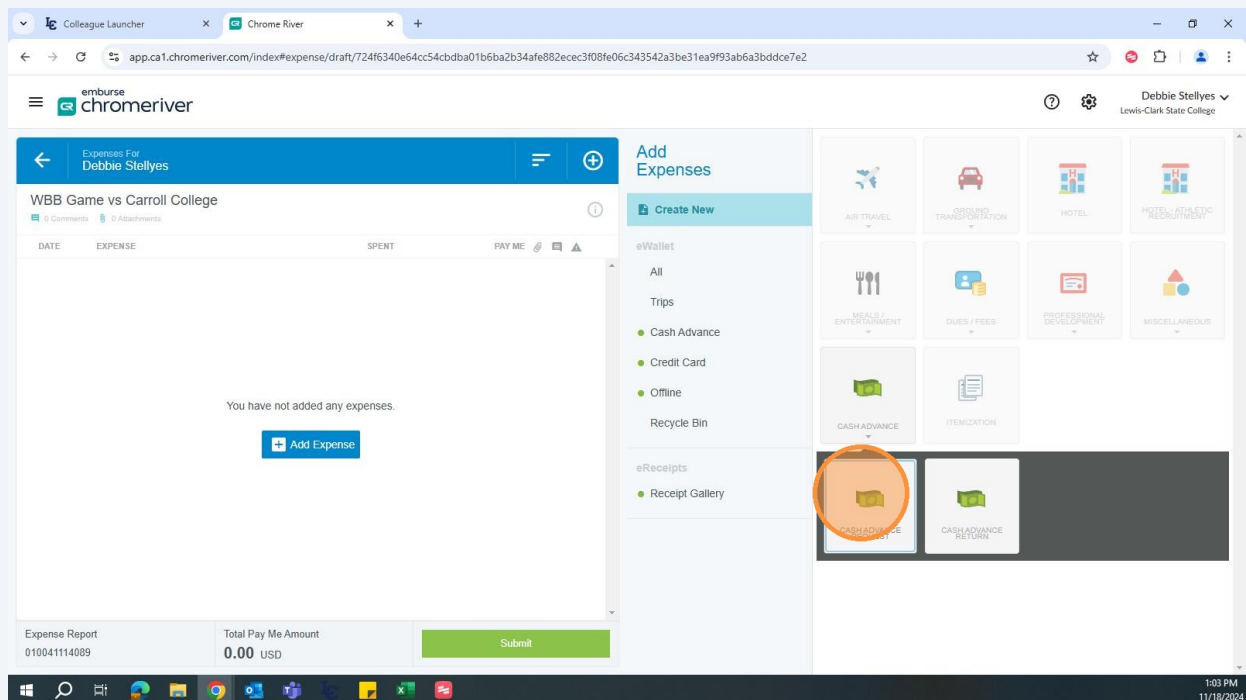 Colleague Launcher
Chrome River
app.ca1.chromeriver.com/index#expense/draft/724f6340e64cc54cbdba01b6ba2b34afe882ecec3f08fe06c343542a3be31ea9f93ab6a3bddce7e2
emburse
chromeriver
Debbie Stellyes
Lewis-Clark State College
Expenses For
Debbie Stellyes
WBB Game vs Carroll College
0 Comments 0 Attachments
DATE EXPENSE SPENT PAY ME
You have not added any expenses.
Add Expense
Expense Report
010041114089
Total Pay Me Amount
0.00 USD
Submit
Add
Expenses
Create New
eWallet
All
Trips
Cash Advance
Credit Card
Offline
Recycle Bin
eReceipts
Receipt Gallery
AIR TRAVEL
GROUND
TRANSPORTATION
HOTEL
HOTEL / ATHLETIC
RECRUITMENT
MEALS /
ENTERTAINMENT
DUES / FEES
PROFESSIONAL
DEVELOPMENT
MISCELLANEOUS
CASH ADVANCE
ITEMIZATION
CASH ADVANCE
REQUEST
CASH ADVANCE
RETURN
1:03 PM
11/18/2024